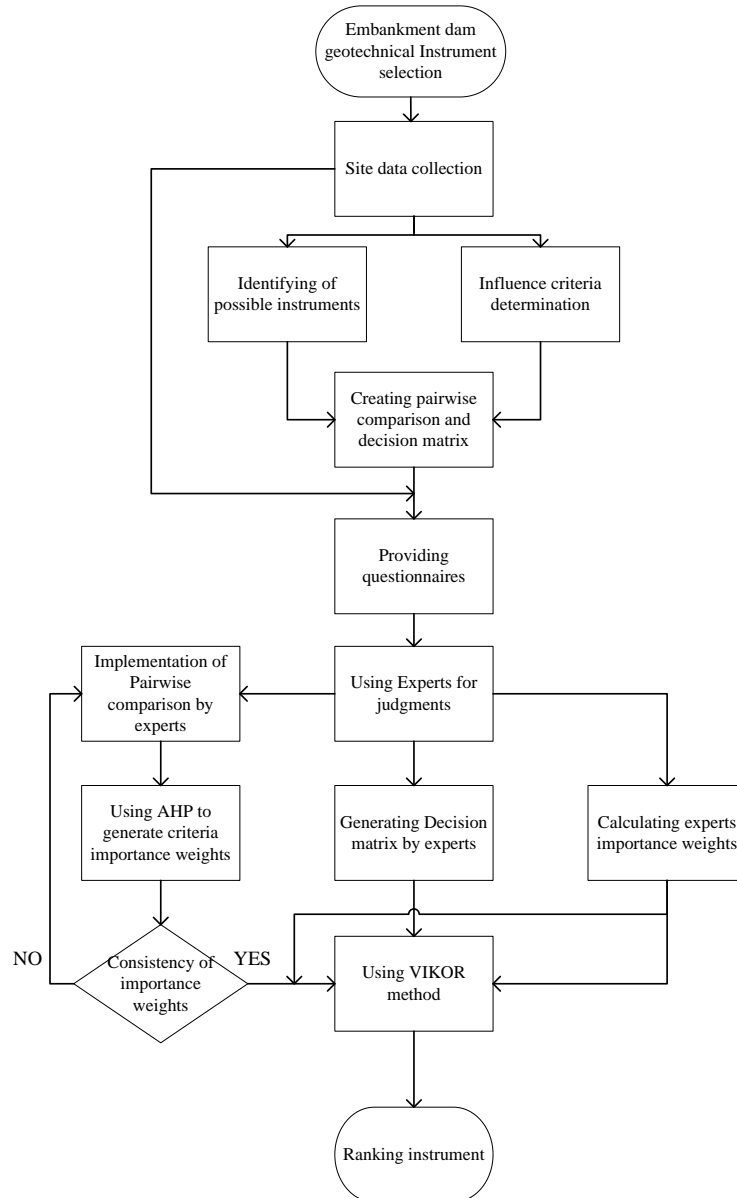 Embankment dam
geotechnical Instrument
selection
Site data collection
Identifying of
possible instruments
Influence criteria
determination
Creating pairwise
comparison and
decision matrix
Providing
questionnaires
Implementation of
Pairwise
comparison by
experts
Using Experts for
judgments
Using AHP to
generate criteria
importance weights
Generating Decision
matrix by experts
Calculating experts
importance weights
NO
Consistency of
importance
weights
YES
Using VIKOR
method
Ranking instrument